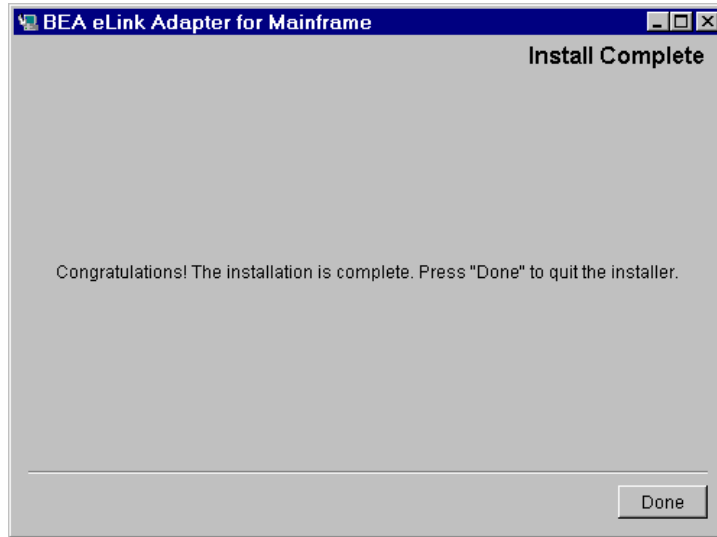 BEA eLink Adapter for Mainframe
Install Complete
Congratulations! The installation is complete. Press "Done" to quit the installer.
Done